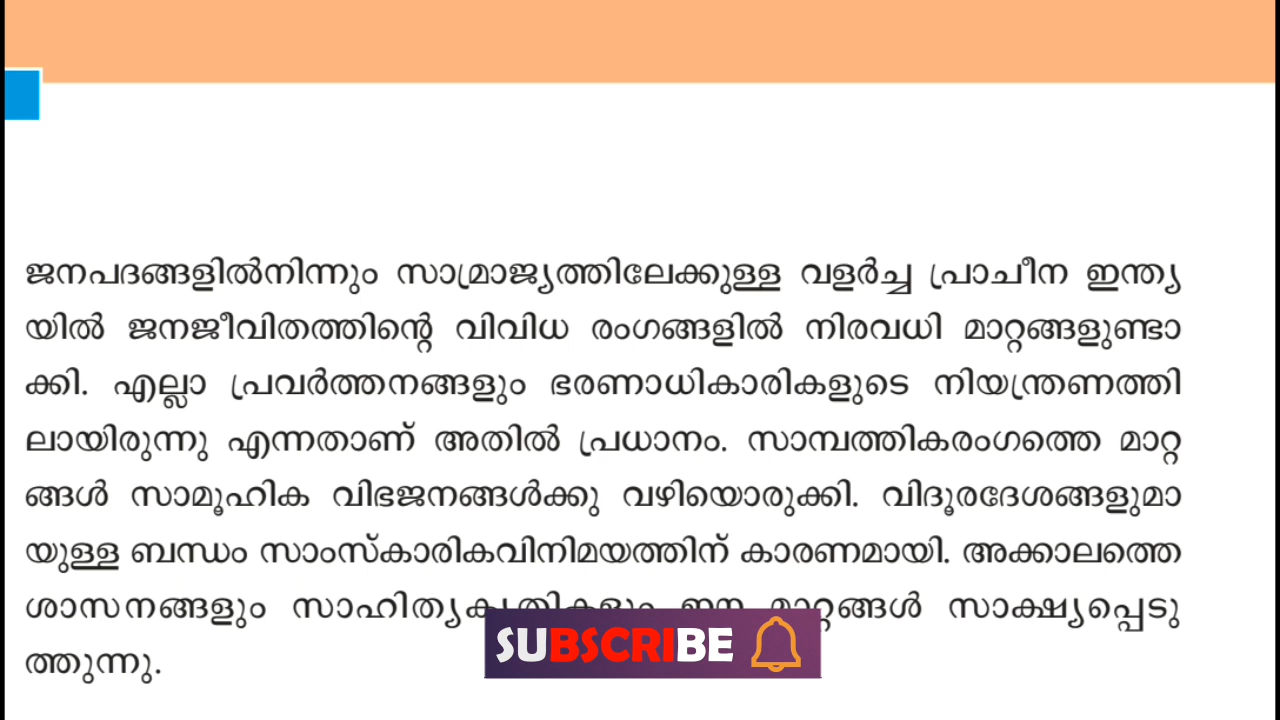 ജനപദങ്ങളിൽനിന്നും സാമ്രാജ്യത്തിലേക്കുള്ള വളർച്ച പ്രാചീന ഇന്ത്യ
യിൽ ജനജീവിതത്തിന്റെ വിവിധ രംഗങ്ങളിൽ നിരവധി മാറ്റങ്ങളുണ്ടാ
ക്കി. എല്ലാ പ്രവർത്തനങ്ങളും ഭരണാധികാരികളുടെ നിയന്ത്രണത്തി
ലായിരുന്നു എന്നതാണ് അതിൽ പ്രധാനം. സാമ്പത്തികരംഗത്തെ മാറ്റ
ങ്ങൾ സാമൂഹിക വിഭജനങ്ങൾക്കു വഴിയൊരുക്കി. വിദൂരദേശങ്ങളുമാ
യുള്ള ബന്ധം സാംസ്കാരികവിനിമയത്തിന് കാരണമായി. അക്കാലത്തെ
ശാസനങ്ങളും സാഹിത്യകൃതികളും ഈ മാറ്റങ്ങൾ സാക്ഷ്യപ്പെടു
SUBSCRIBE
ത്തുന്നു.